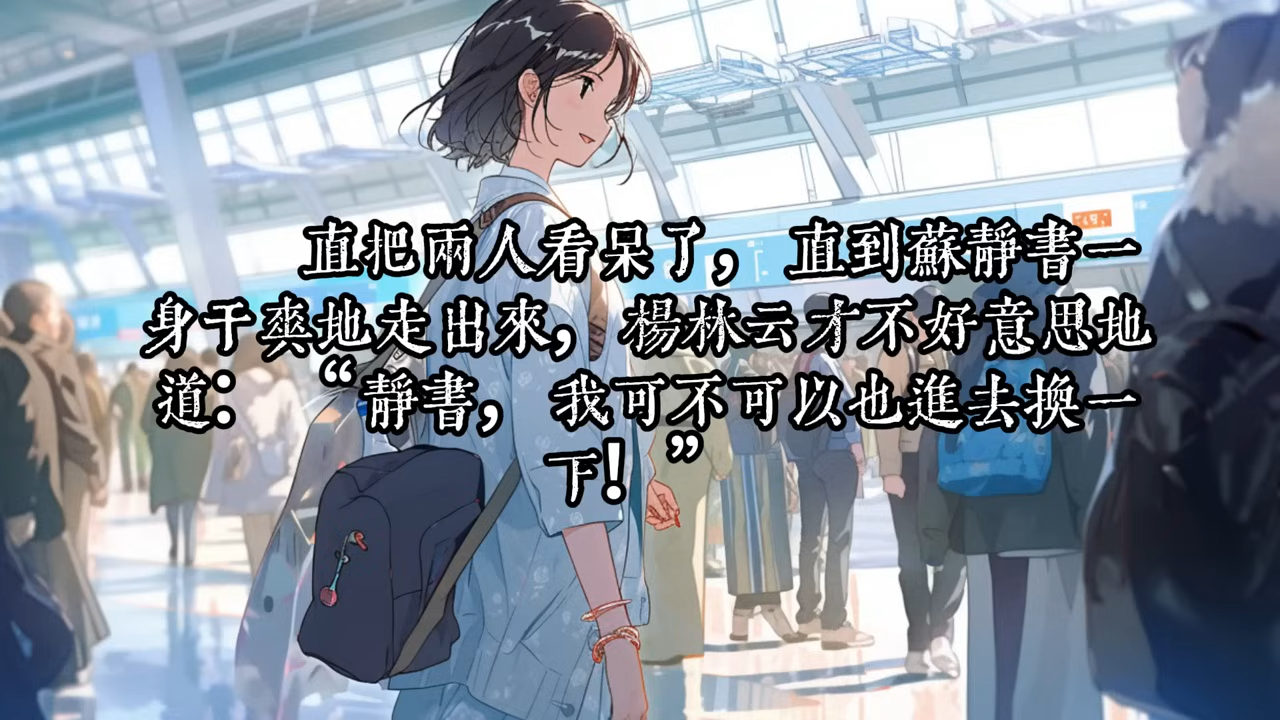 直把兩人看呆了，直到蘇靜書一
身干爽地走出來，楊林云才不好意思地
道：“靜書，我可不可以也進去換一
下！”